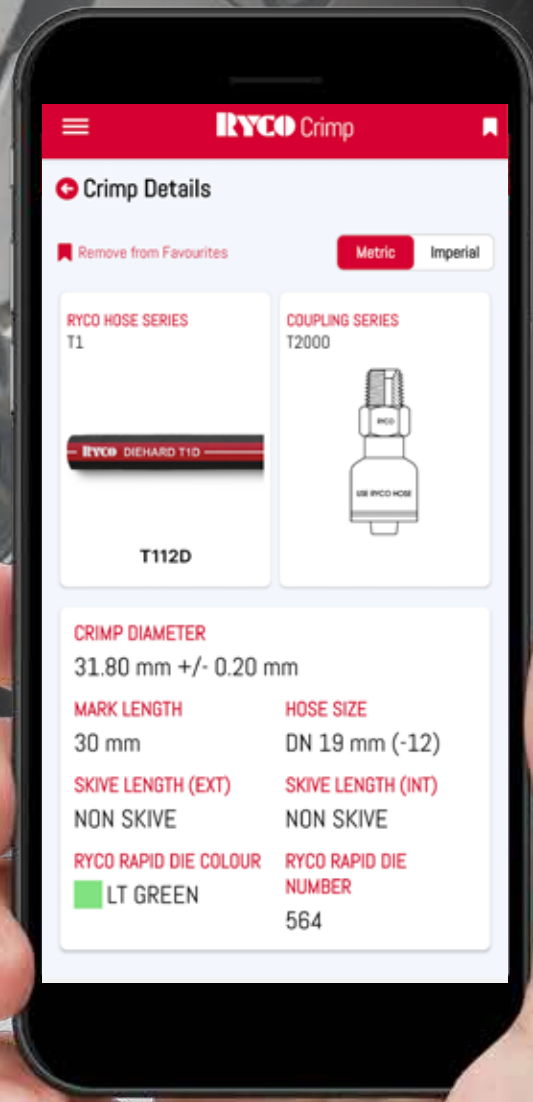 RYCO Crimp
Crimp Details
Remove from Favourites
Metric
Imperial
RYCO HOSE SERIES
T1
RYCO DIEHARD T1D
T112D
COUPLING SERIES
T2000
RYCO
USE RYCO HOSE
CRIMP DIAMETER
31.80 mm +/- 0.20 mm
MARK LENGTH
30 mm
HOSE SIZE
DN 19 mm (-12)
SKIVE LENGTH (EXT)
NON SKIVE
SKIVE LENGTH (INT)
NON SKIVE
RYCO RAPID DIE COLOUR
LT GREEN
RYCO RAPID DIE
NUMBER
564